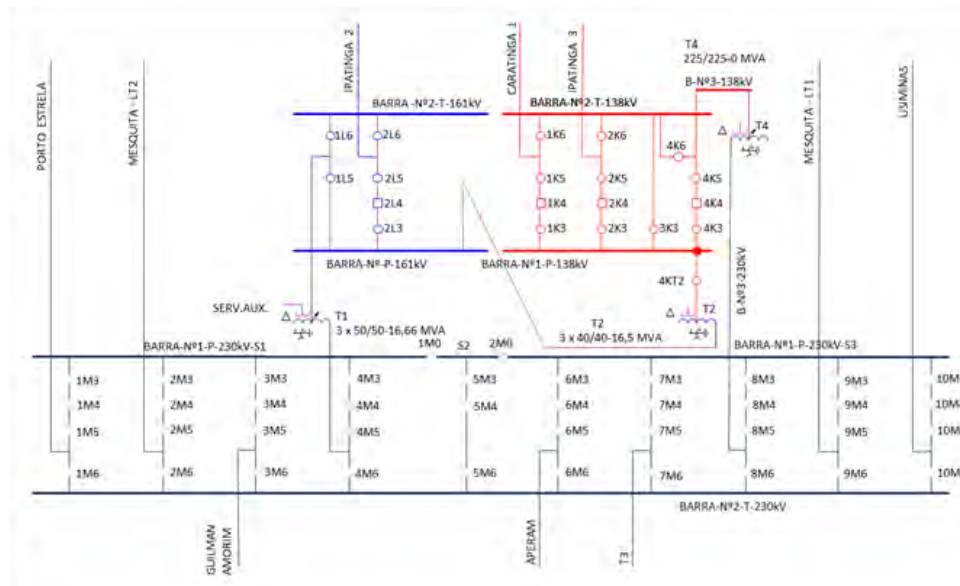 PORTO ESTRELA
MESQUITA - LT2
IPATINGA 2
CARATINGA 1
IPATINGA 3
T4
225/225-0 MVA
B-Nº3-138kV
MESQUITA - LT1
USIMINAS
BARRA -Nº2-T-161kV
BARRA-Nº2-T-138kV
1L6
2L6
1K6
2K6
4K6
T4
1L5
2L5
1K5
2K5
4K5
2L4
1K4
2K4
4K4
2L3
1K3
2K3
3K3
4K3
BARRA-Nº-P-161kV
BARRA-Nº1-P-138kV
B-Nº3-230kV
4KT2
SERV.AUX.
T1
3 x 50/50-16,66 MVA
T2
3 x 40/40-16,5 MVA
T2
BARRA-Nº1-P-230kV-S1
1M0
S2
2M0
BARRA-Nº1-P-230kV-S3
1M3
2M3
3M3
4M3
5M3
6M3
7M3
8M3
9M3
10M3
1M4
2M4
3M4
4M4
5M4
6M4
7M4
8M4
9M4
10M4
1M5
2M5
3M5
4M5
6M5
7M5
8M5
9M5
10M
1M6
2M6
3M6
4M6
5M6
6M6
7M6
8M6
9M6
10M
BARRA-Nº2-T-230kV
GUILMAN
AMORIM
APERAM
T3